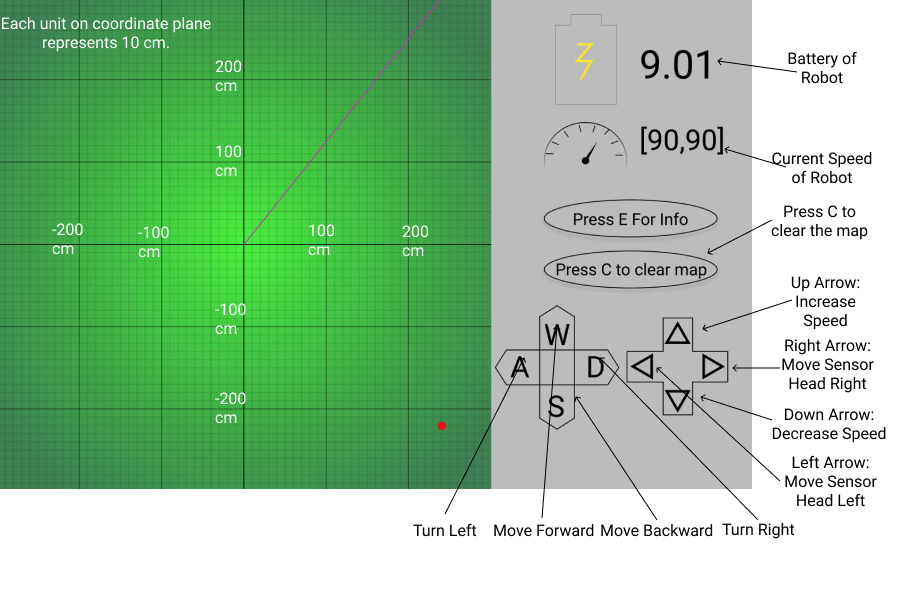 Each unit on coordinate plane
represents 10 cm.
200
cm
100
cm
-200
cm
-100
cm
100
cm
200
cm
-100
cm
-200
cm
9.01
[90,90]
Press E For Info
Press C to clear map
W
A
D
S
Battery of
Robot
Current Speed
of Robot
Press C to
clear the map
Up Arrow:
Increase
Speed
Right Arrow:
Move Sensor
Head Right
Down Arrow:
Decrease Speed
Left Arrow:
Move Sensor
Head Left
Turn Left
Move Forward
Move Backward
Turn Right